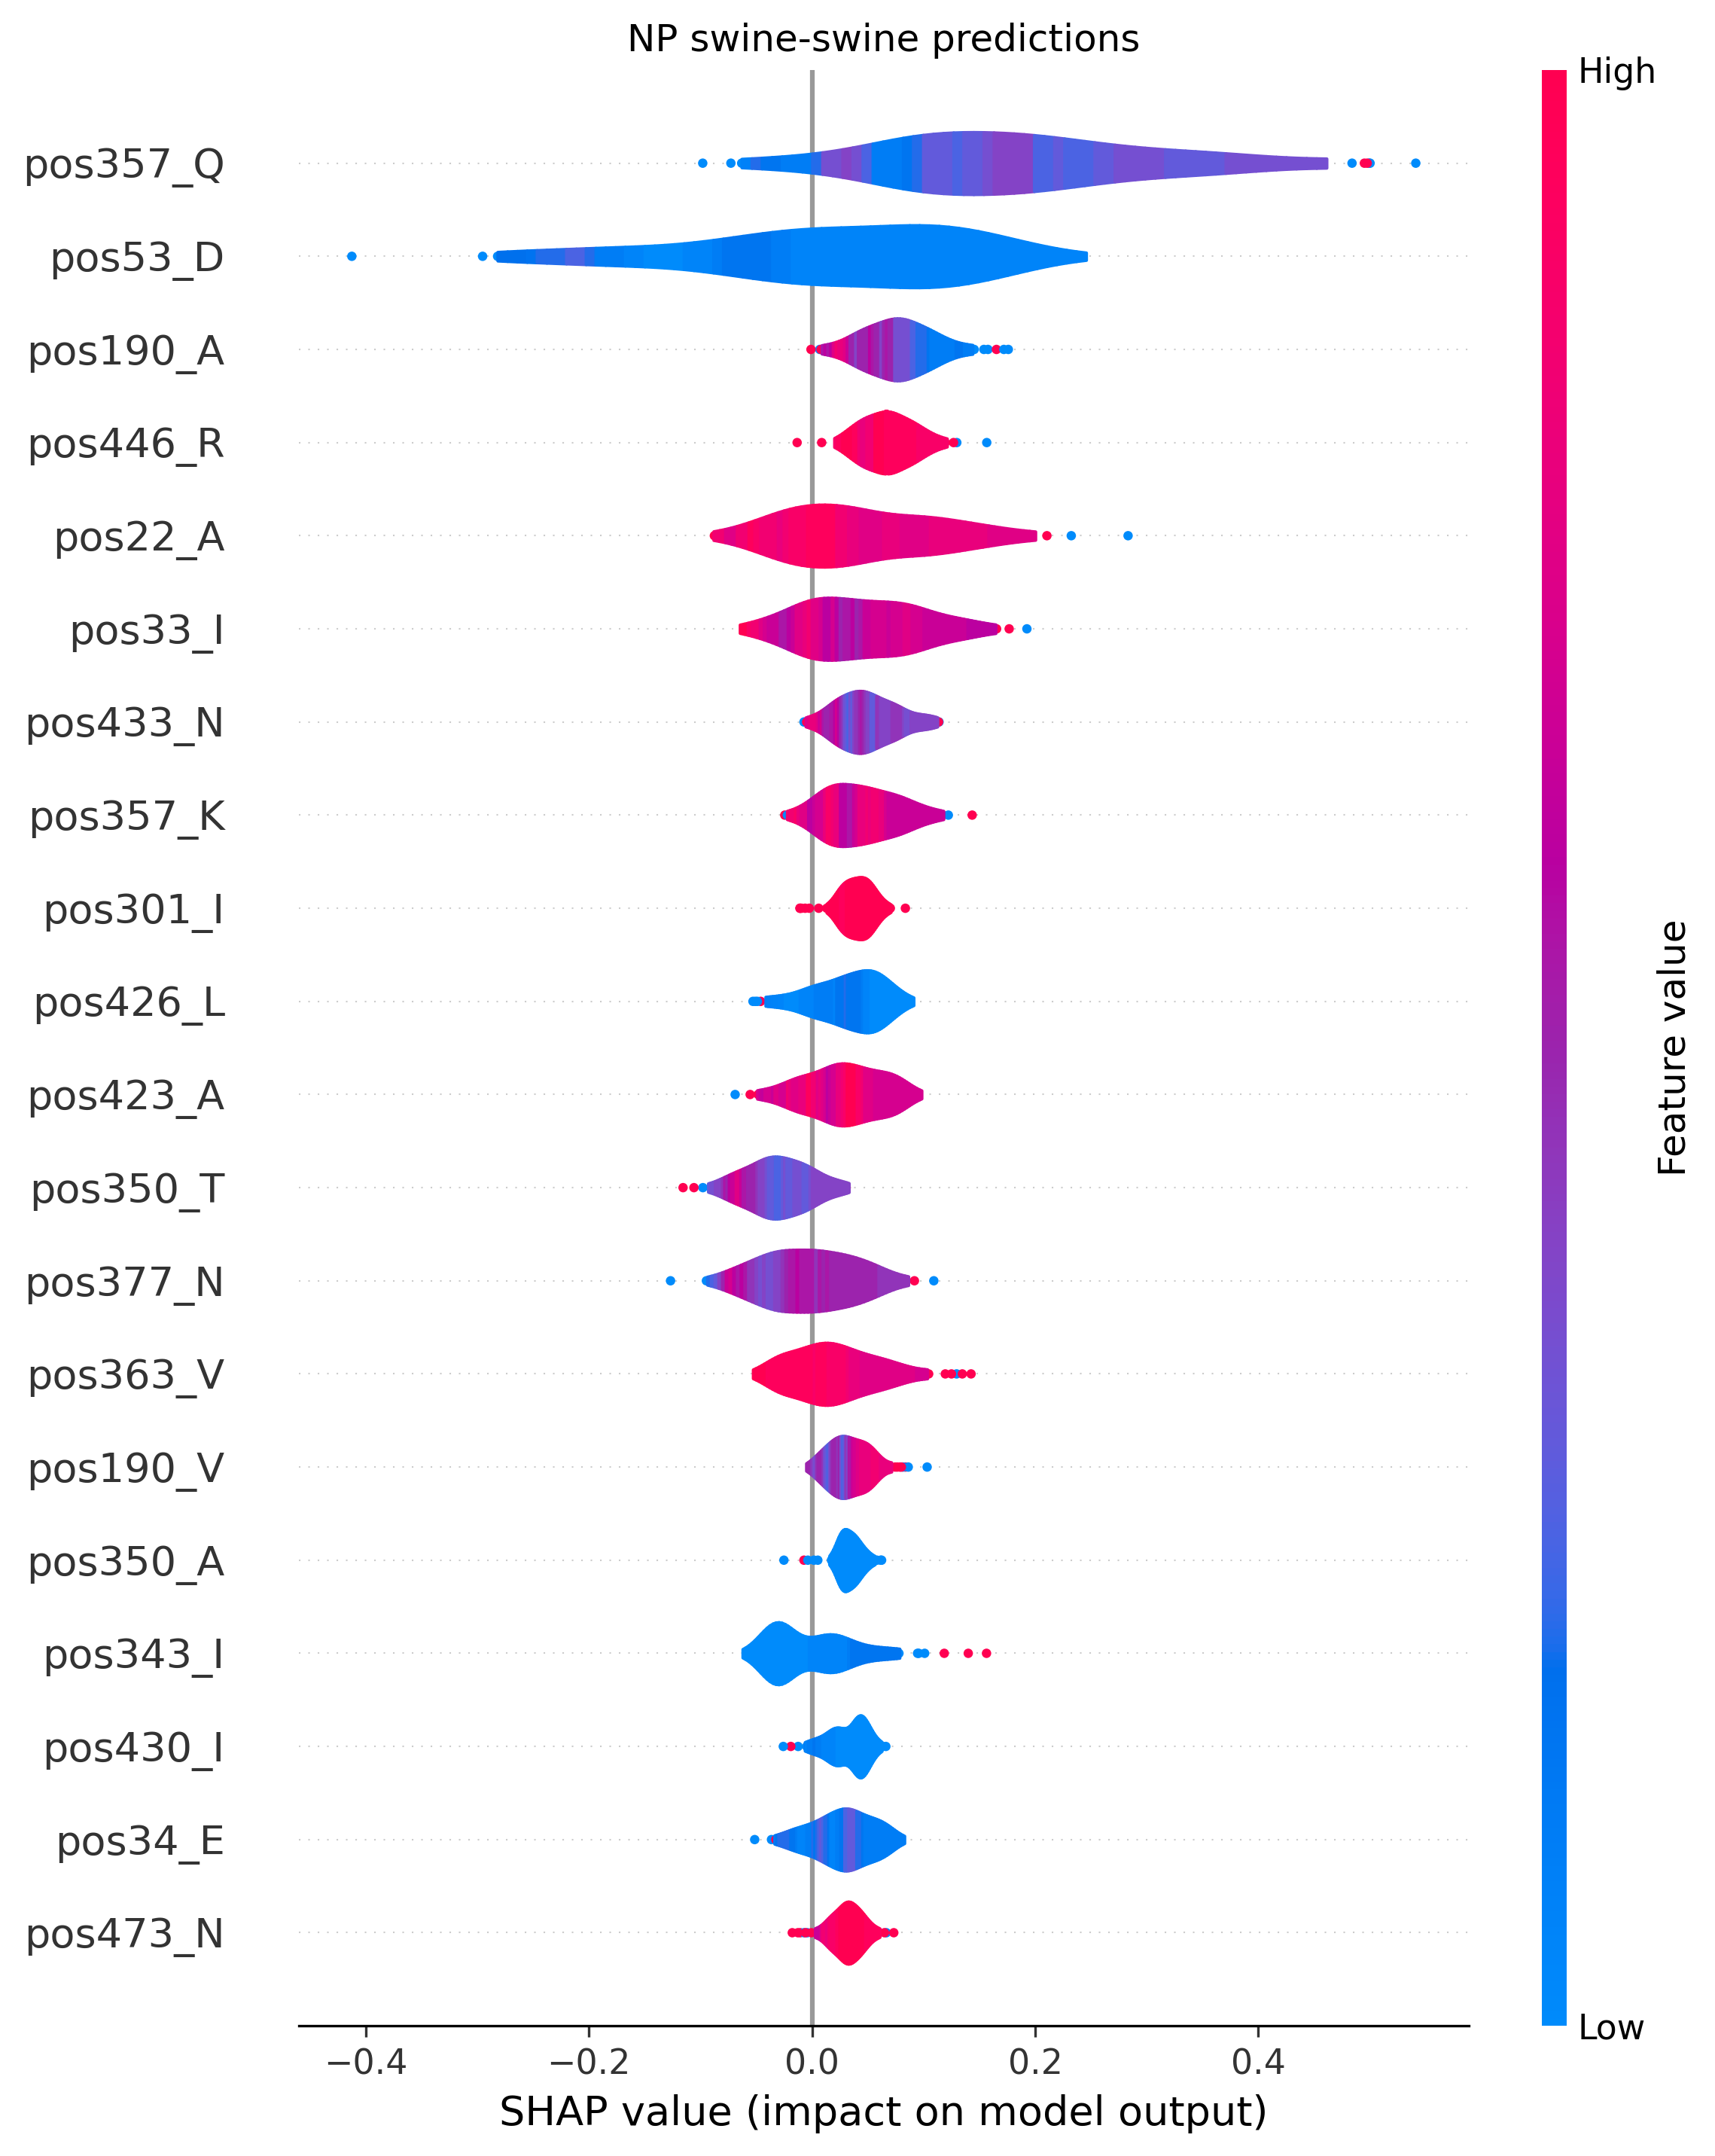 NP swine-swine predictions
High
pos357_Q
pos53_D
pos190_A
pos446_R
pos22_A
pos33_I
pos433_N
pos357_K
pos301_I
pos426_L
pos423_A
pos350_T
pos377_N
pos363_V
pos190_V
pos350_A
pos343_I
pos430_I
pos34_E
pos473_N
Feature value
Low
−0.4 −0.2 0.0 0.2 0.4
SHAP value (impact on model output)